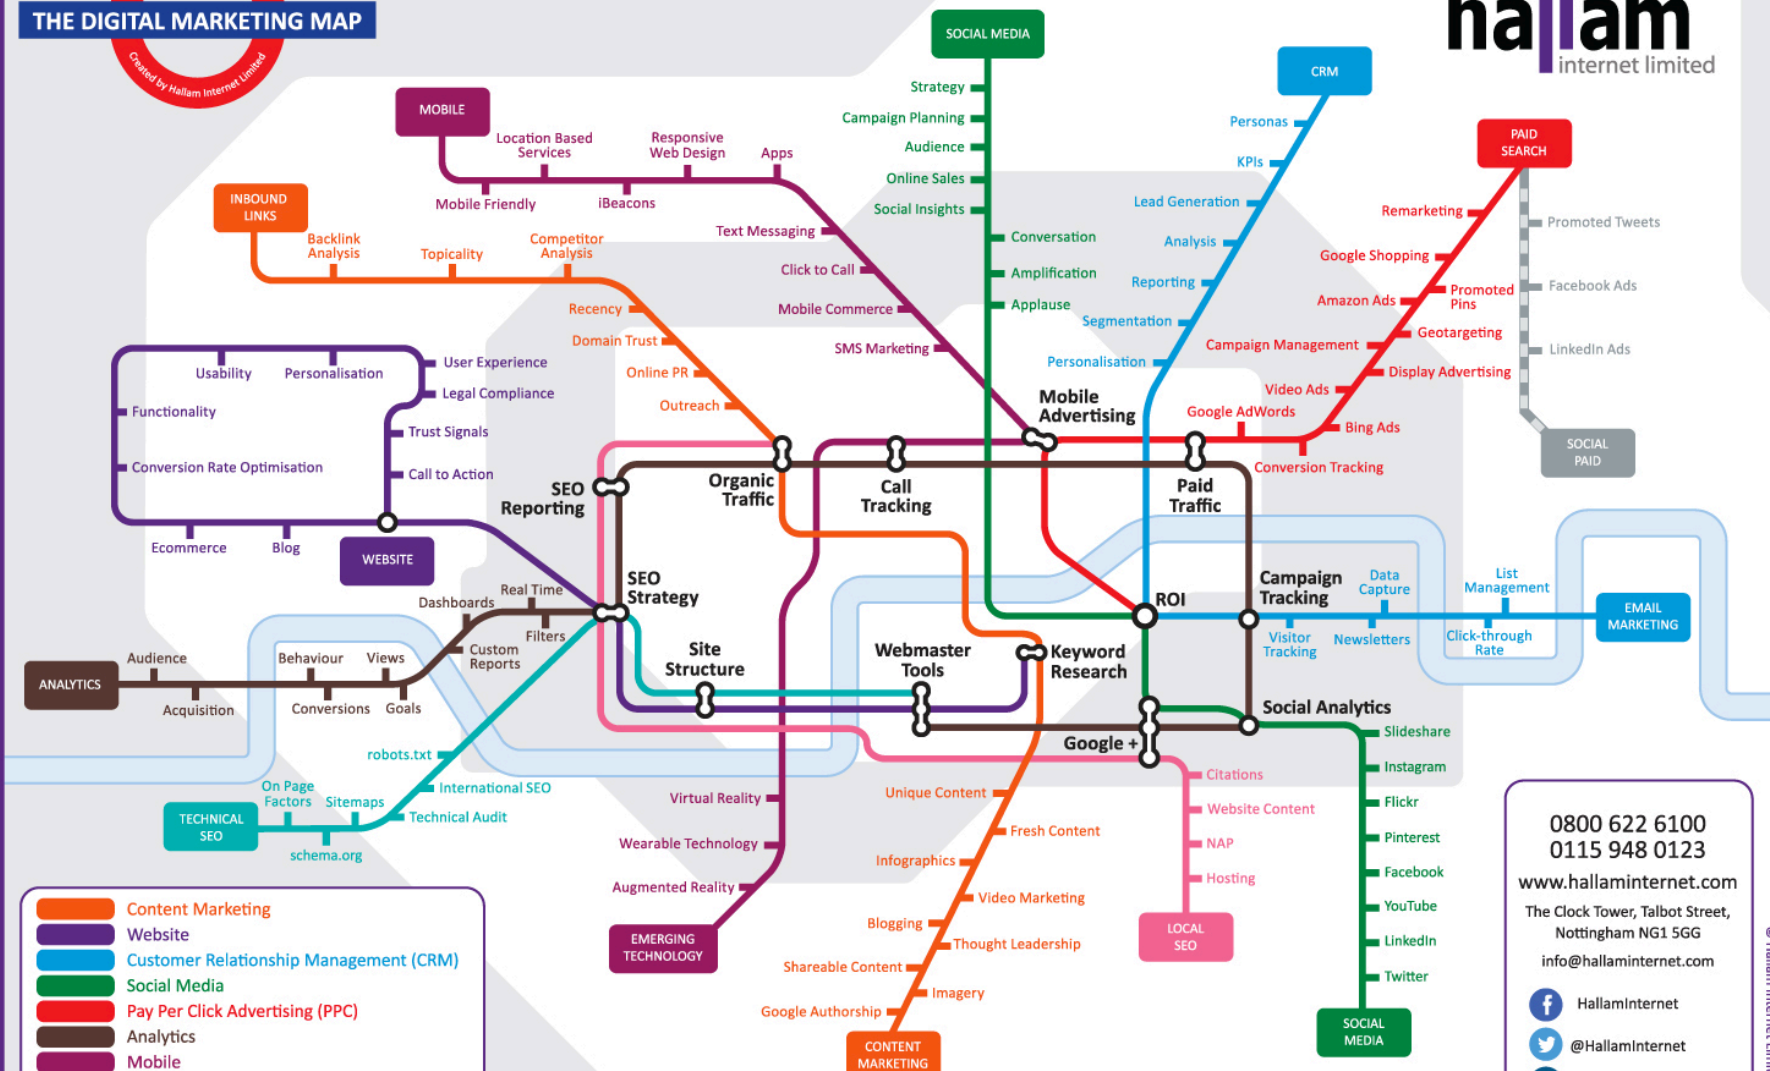 THE DIGITAL MARKETING MAP
Created by Hallam Internet Limited
hallam
internet limited
SOCIAL MEDIA
Strategy
Campaign Planning
Audience
Online Sales
Social Insights
Conversation
Amplification
Applause
CRM
Personas
KPIs
Lead Generation
Analysis
Reporting
Segmentation
Personalisation
MOBILE
Location Based
Services
Responsive
Web Design
Apps
Mobile Friendly
iBeacons
Text Messaging
Click to Call
Mobile Commerce
SMS Marketing
PAID
SEARCH
Remarketing
Google Shopping
Promoted
Pins
Amazon Ads
Geotargeting
Campaign Management
Display Advertising
Video Ads
Google AdWords
Bing Ads
Conversion Tracking
Promoted Tweets
Facebook Ads
LinkedIn Ads
SOCIAL
PAID
INBOUND
LINKS
Backlink
Analysis
Topicality
Competitor
Analysis
Recency
Domain Trust
Online PR
Outreach
Usability
Personalisation
User Experience
Legal Compliance
Functionality
Trust Signals
Conversion Rate Optimisation
Call to Action
Ecommerce
Blog
WEBSITE
Mobile
Advertising
SEO
Reporting
Organic
Traffic
Call
Tracking
Paid
Traffic
SEO
Strategy
Site
Structure
Webmaster
Tools
Keyword
Research
ROI
Campaign
Tracking
Social Analytics
Google +
Data
Capture
List
Management
Visitor
Tracking
Newsletters
Click-through
Rate
EMAIL
MARKETING
ANALYTICS
Audience
Acquisition
Behaviour
Conversions
Views
Goals
Dashboards
Custom
Reports
Real Time
Filters
TECHNICAL
SEO
On Page
Factors
schema.org
Sitemaps
Technical Audit
International SEO
robots.txt
Virtual Reality
Wearable Technology
Augmented Reality
EMERGING
TECHNOLOGY
Unique Content
Fresh Content
Infographics
Video Marketing
Blogging
Thought Leadership
Shareable Content
Imagery
Google Authorship
CONTENT
MARKETING
Citations
Website Content
NAP
Hosting
LOCAL
SEO
Slideshare
Instagram
Flickr
Pinterest
Facebook
YouTube
LinkedIn
Twitter
SOCIAL
MEDIA
Content Marketing
Website
Customer Relationship Management (CRM)
Social Media
Pay Per Click Advertising (PPC)
Analytics
Mobile
0800 622 6100
0115 948 0123
www.hallaminternet.com
The Clock Tower, Talbot Street,
Nottingham NG1 5GG
info@hallaminternet.com
HallamInternet
@HallamInternet